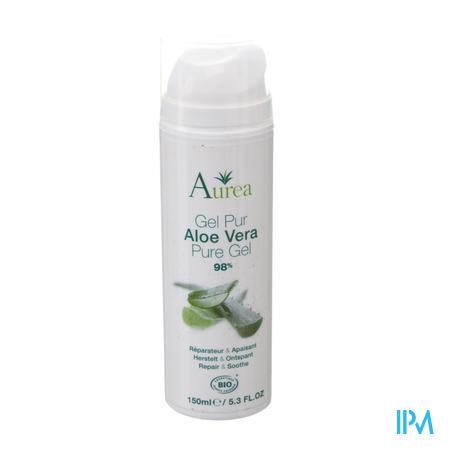 Aurea
Gel Pur
Aloe Vera
Pure Gel
98%
Réparateur & Apaisant
Herstelt & Ontspant
Repair & Soothe
BIO
150ml e / 5.3 FL.OZ
IPM